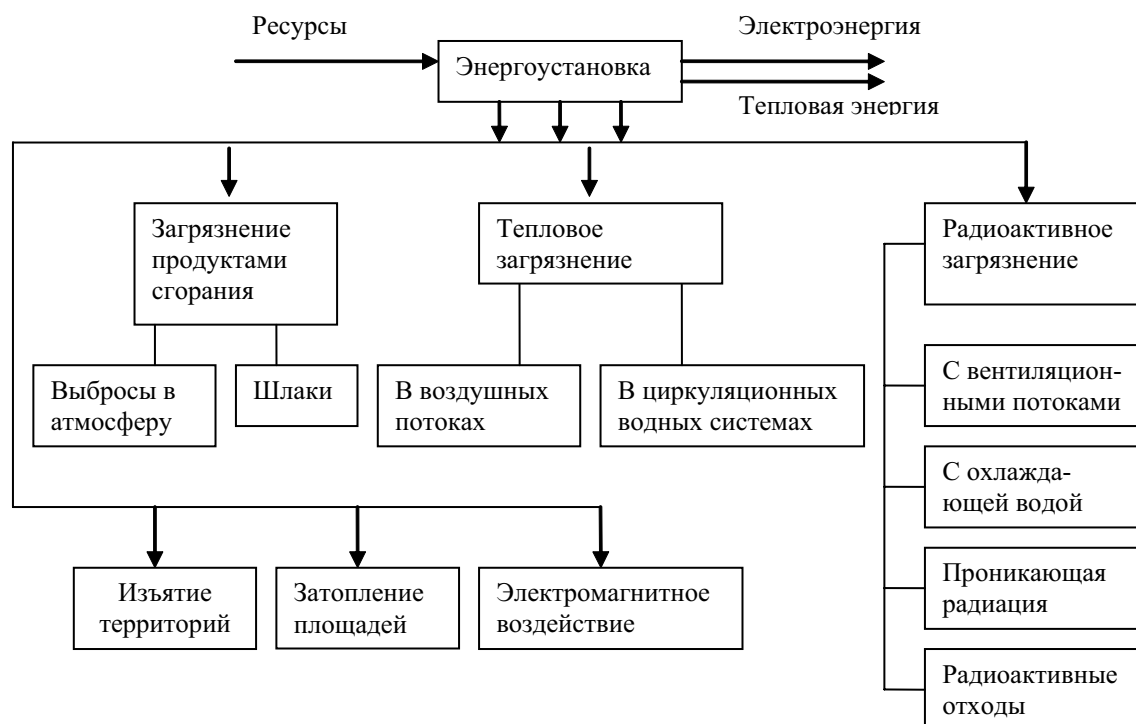 Ресурсы
Электроэнергия
Энергоустановка
Тепловая энергия
Загрязнение
продуктами
сгорания
Тепловое
загрязнение
Радиоактивное
загрязнение
Выбросы в
атмосферу
Шлаки
В воздушных
потоках
В циркуляционных
водных системах
С вентиляцион-
ными потоками
С охлажда-
ющей водой
Проникающая
радиация
Радиоактивные
отходы
Изъятие
территорий
Затопление
площадей
Электромагнитное
воздействие